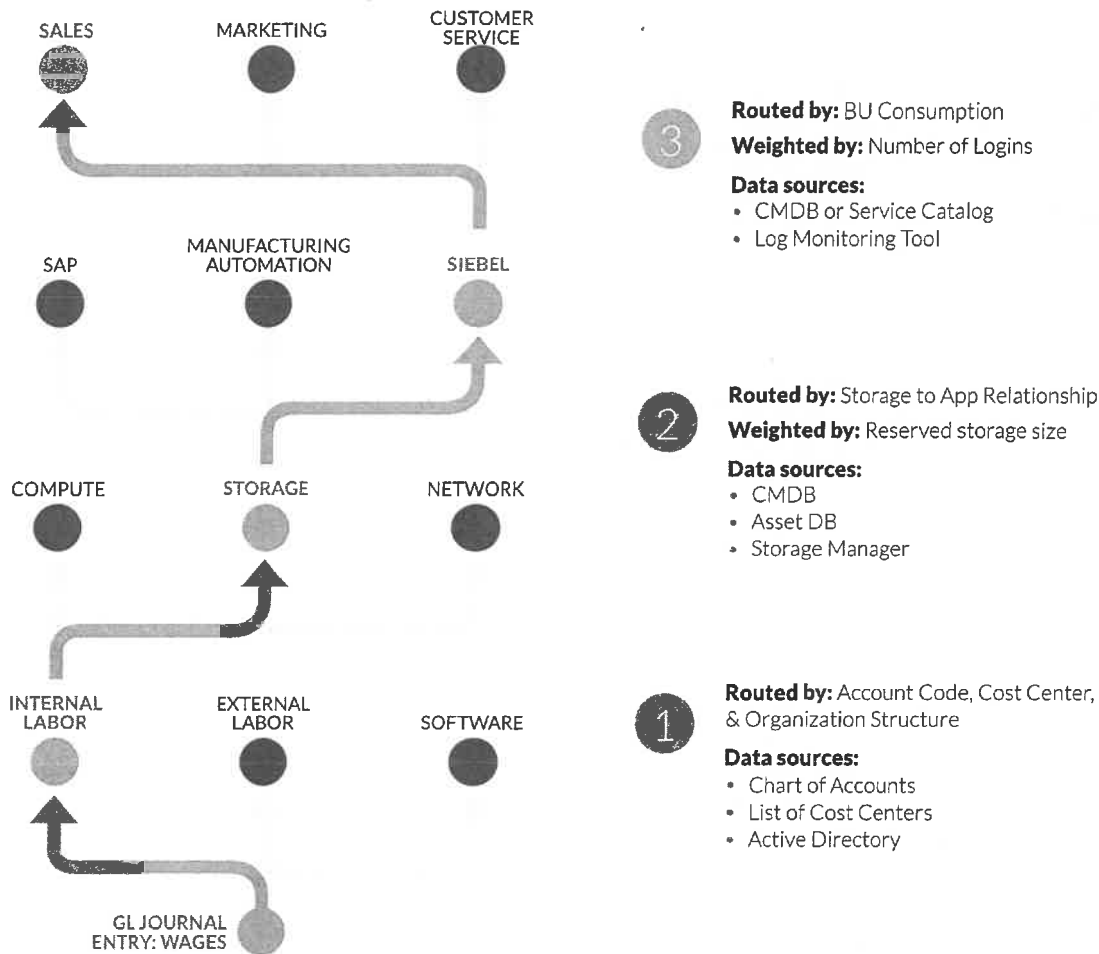 SALES
MARKETING
CUSTOMER
SERVICE
3
Routed by: BU Consumption
Weighted by: Number of Logins
Data sources:
• CMDB or Service Catalog
• Log Monitoring Tool
SAP
MANUFACTURING
AUTOMATION
SIEBEL
2
Routed by: Storage to App Relationship
Weighted by: Reserved storage size
Data sources:
• CMDB
• Asset DB
• Storage Manager
COMPUTE
STORAGE
NETWORK
INTERNAL
LABOR
EXTERNAL
LABOR
SOFTWARE
1
Routed by: Account Code, Cost Center,
& Organization Structure
Data sources:
• Chart of Accounts
• List of Cost Centers
• Active Directory
GL JOURNAL
ENTRY: WAGES